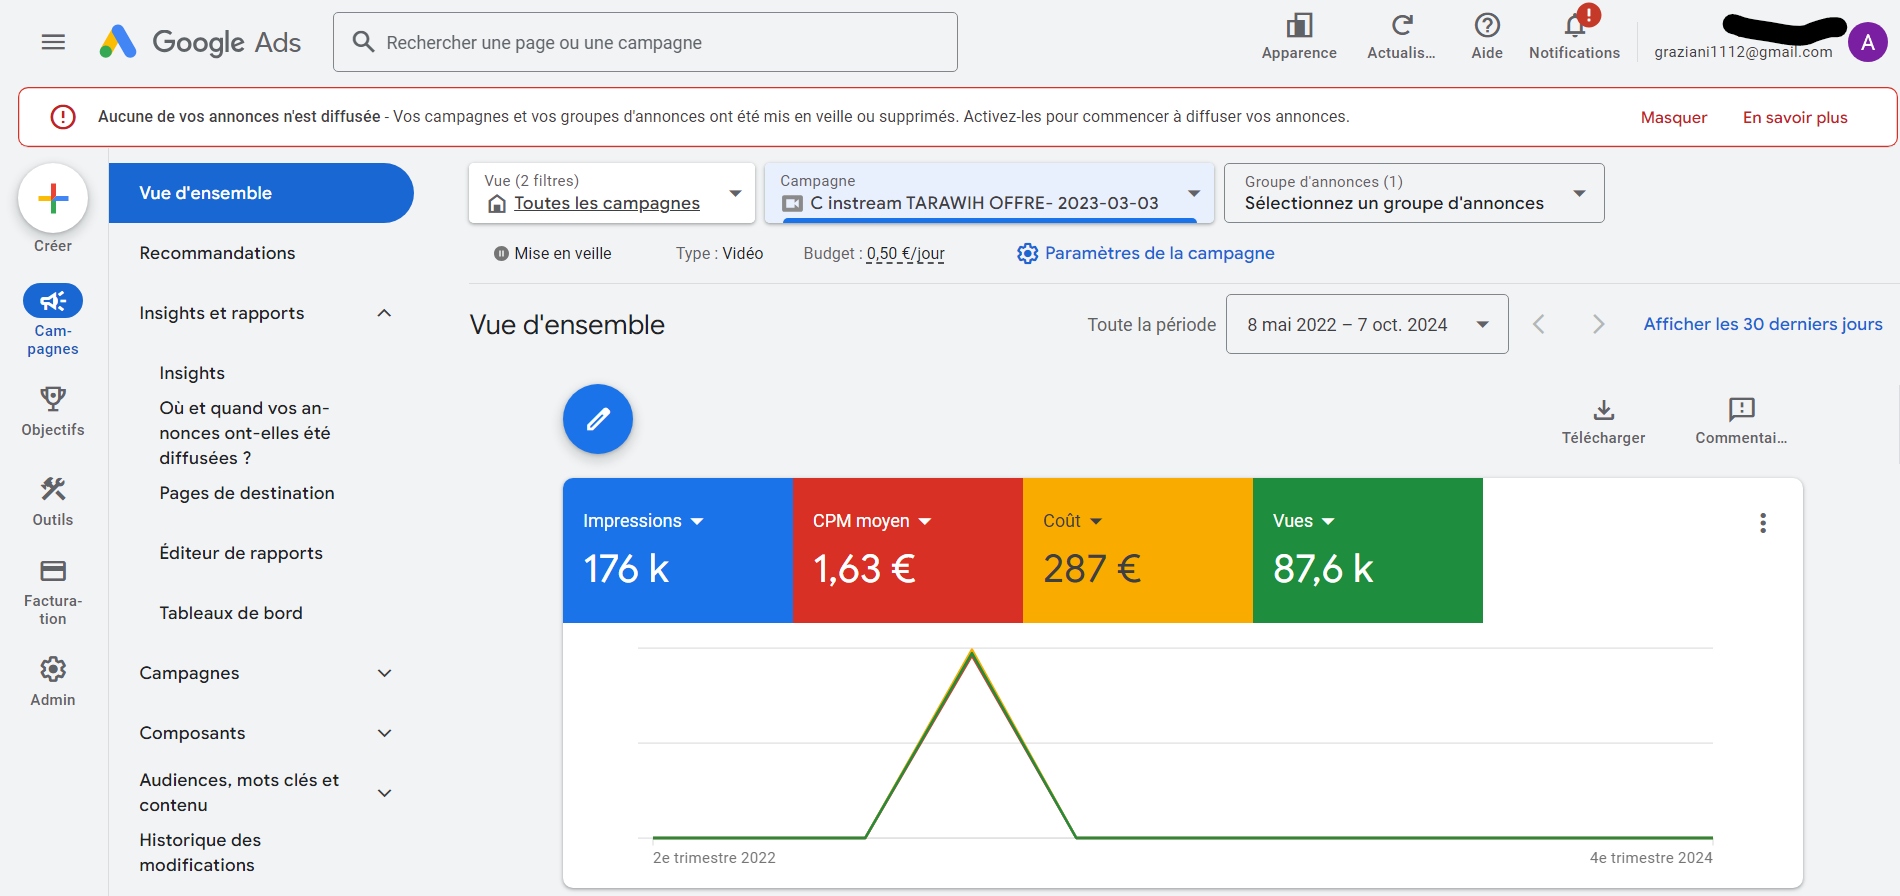 Google Ads
Rechercher une page ou une campagne
Apparence
Actualis...
Aide
!
Notifications
graziani1112@gmail.com
A
Aucune de vos annonces n'est diffusée - Vos campagnes et vos groupes d'annonces ont été mis en veille ou supprimés. Activez-les pour commencer à diffuser vos annonces.
Masquer
En savoir plus
Créer
Cam-
pagnes
Objectifs
Outils
Factura-
tion
Admin
Vue d'ensemble
Recommandations
Insights et rapports
Insights
Où et quand vos an-
nonces ont-elles été
diffusées ?
Pages de destination
Éditeur de rapports
Tableaux de bord
Campagnes
Composants
Audiences, mots clés et
contenu
Historique des
modifications
Vue (2 filtres)
Toutes les campagnes
Campagne
C instream TARAWIH OFFRE- 2023-03-03
Groupe d'annonces (1)
Sélectionnez un groupe d'annonces
Mise en veille
Type : Vidéo
Budget : 0,50 €/jour
Paramètres de la campagne
Vue d'ensemble
Toute la période
8 mai 2022 – 7 oct. 2024
Afficher les 30 derniers jours
Télécharger
Commentai...
Impressions
176 k
CPM moyen
1,63 €
Coût
287 €
Vues
87,6 k
2e trimestre 2022
4e trimestre 2024